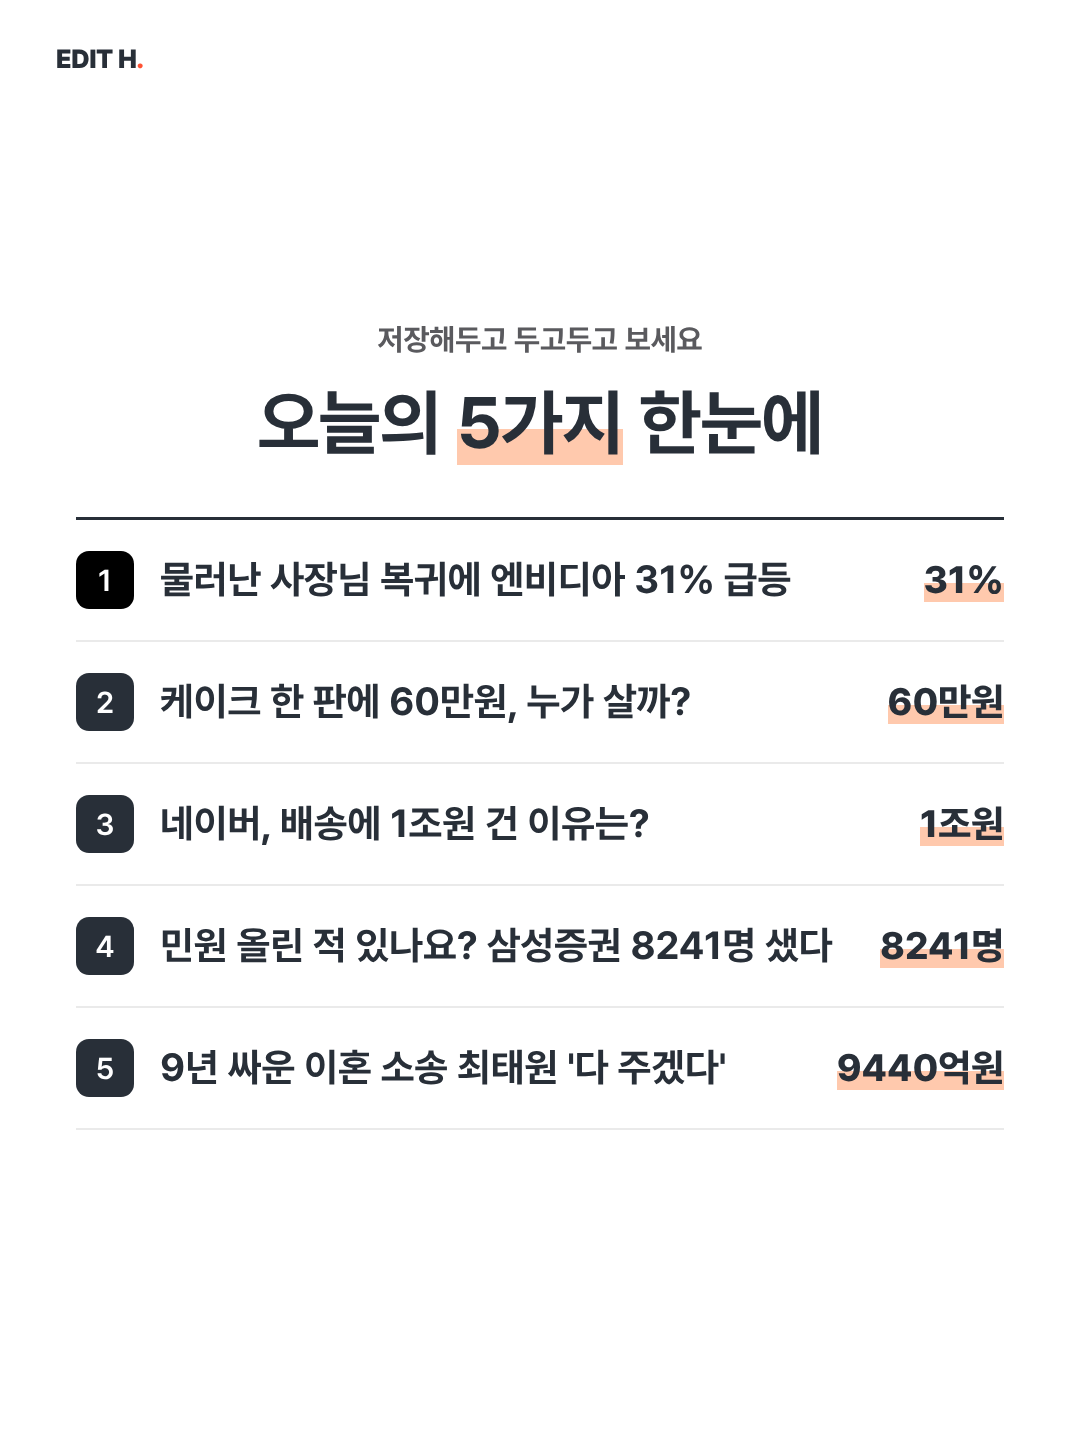 EDIT H.
저장해두고 두고두고 보세요
오늘의 5가지 한눈에
1 물러난 사장님 복귀에 엔비디아 31% 급등 31%
2 케이크 한 판에 60만원, 누가 살까? 60만원
3 네이버, 배송에 1조원 건 이유는? 1조원
4 민원 올린 적 있나요? 삼성증권 8241명 샜다 8241명
5 9년 싸운 이혼 소송 최태원 '다 주겠다' 9440억원